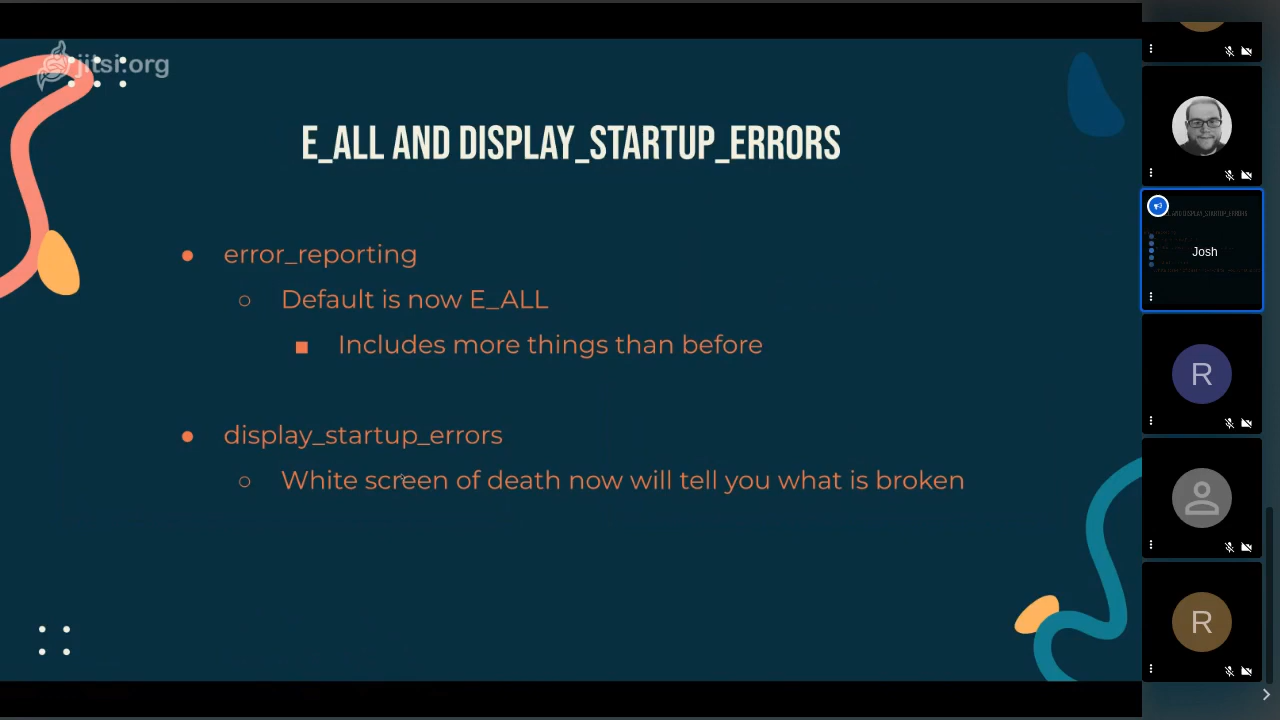 jitsi.org
E_ALL AND DISPLAY_STARTUP_ERRORS
error_reporting
Default is now E_ALL
Includes more things than before
display_startup_errors
White screen of death now will tell you what is broken
Josh
R
R